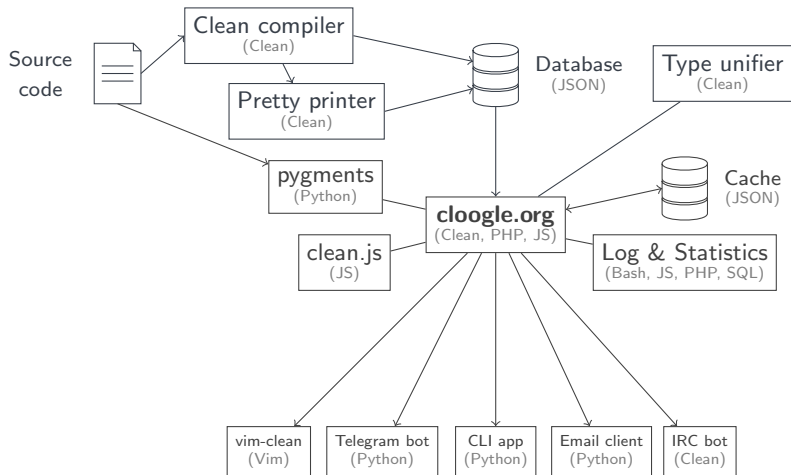 Clean compiler
(Clean)
Source
code
Database
(JSON)
Type unifier
(Clean)
Pretty printer
(Clean)
pygments
(Python)
Cache
(JSON)
cloogle.org
(Clean, PHP, JS)
clean.js
(JS)
Log & Statistics
(Bash, JS, PHP, SQL)
vim-clean
(Vim)
Telegram bot
(Python)
CLI app
(Python)
Email client
(Python)
IRC bot
(Clean)